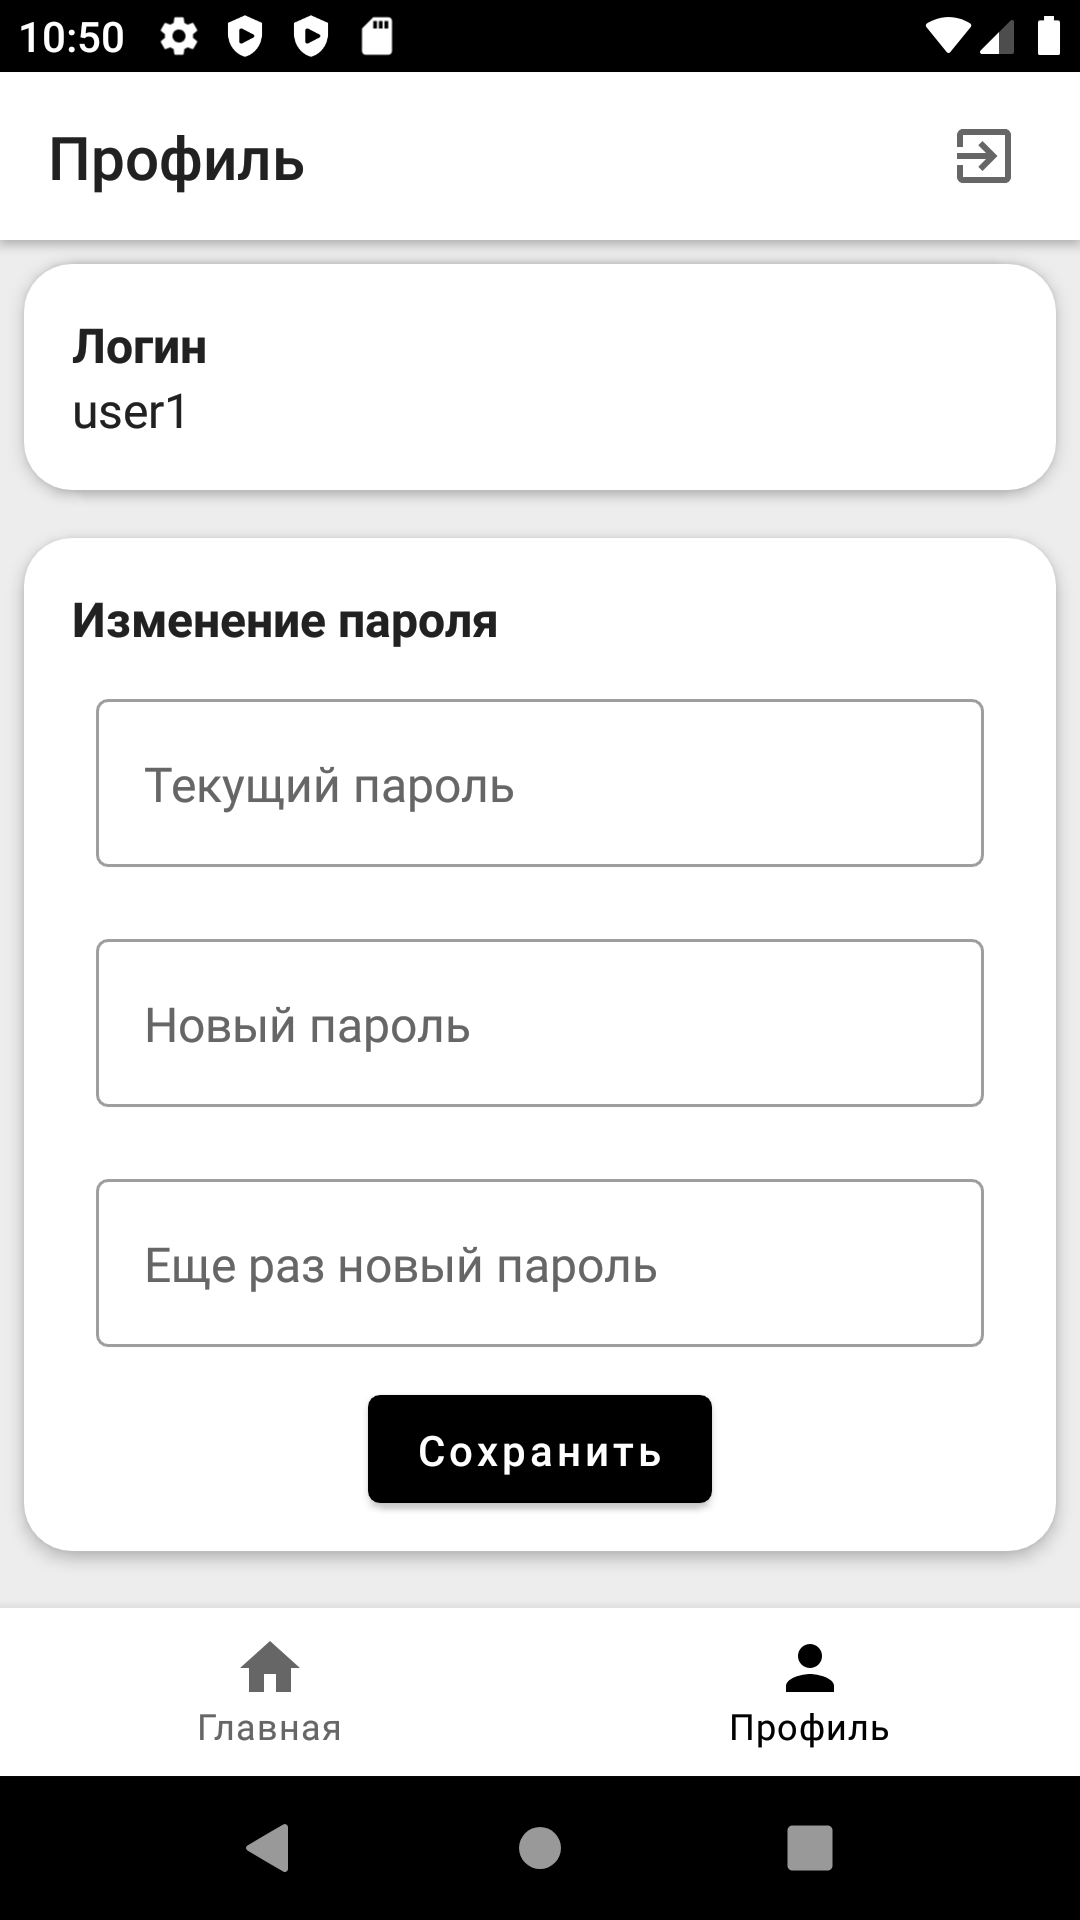 10:50
Профиль
Логин
user1
Изменение пароля
Текущий пароль
Новый пароль
Еще раз новый пароль
Сохранить
Главная
Профиль